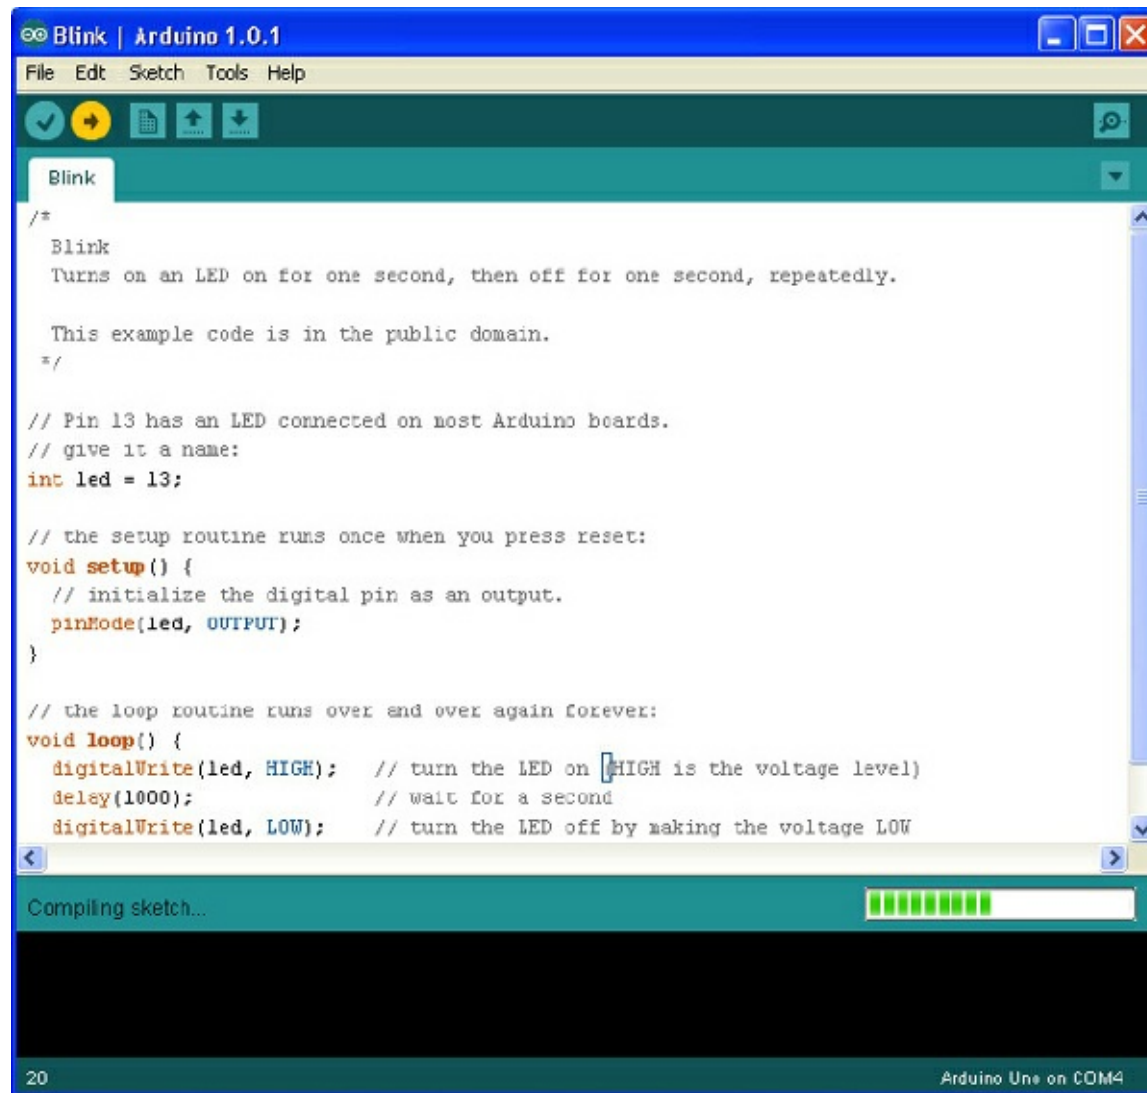 Blink | Arduino 1.0.1
File Edt Sketch Tools Help
Blink
/*
  Blink
  Turns on an LED on for one second, then off for one second, repeatedly.

  This example code is in the public domain.
 */

// Pin 13 has an LED connected on most Arduino boards.
// give it a name:
int led = 13;

// the setup routine runs once when you press reset:
void setup() {
  // initialize the digital pin as an output.
  pinMode(led, OUTPUT);
}

// the loop routine runs over and over again forever:
void loop() {
  digitalWrite(led, HIGH);   // turn the LED on (HIGH is the voltage level)
  delay(1000);               // wait for a second
  digitalWrite(led, LOW);    // turn the LED off by making the voltage LOW
Compiling sketch...
20 Arduino Uno on COM4